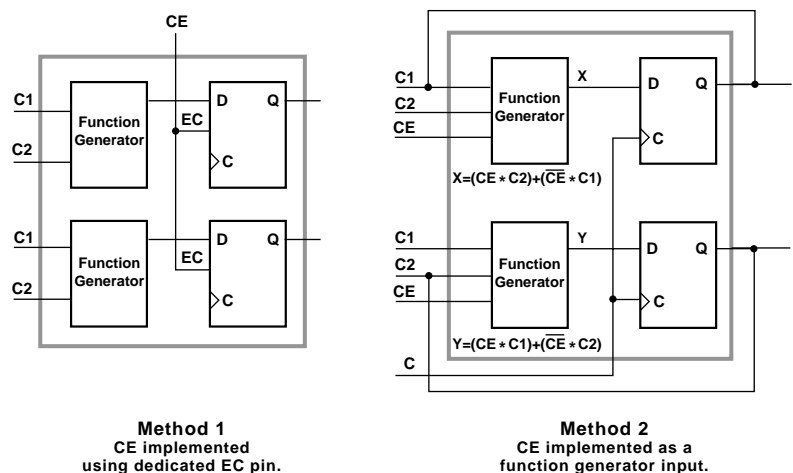 CE
C1
Function
Generator
D
Q
EC
C2
C
C1
Function
Generator
D
Q
EC
C2
C
Method 1
CE implemented
using dedicated EC pin.
C1
C2
CE
Function
Generator
X
D
Q
C
X=(CE * C2)+(C̅E̅ * C1)
C1
C2
CE
Function
Generator
Y
D
Q
C
Y=(CE * C1)+(C̅E̅ * C2)
C
Method 2
CE implemented as a
function generator input.